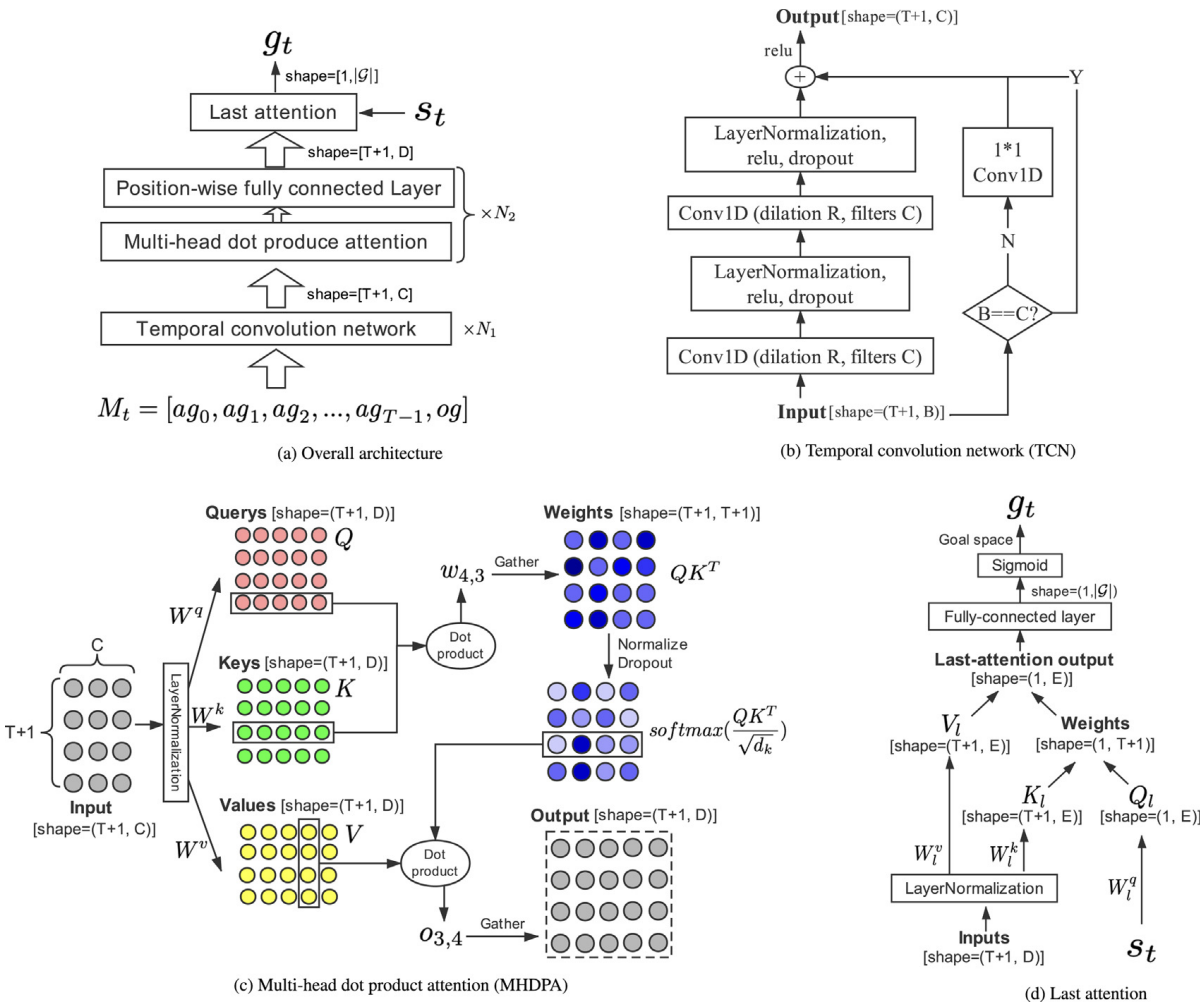 g_t
shape=[1,|𝒢|]
Last attention
s_t
shape=[T+1, D]
Position-wise fully connected Layer
Multi-head dot produce attention
×N_2
shape=[T+1, C]
Temporal convolution network
×N_1
M_t = [ag_0, ag_1, ag_2, ..., ag_{T-1}, og]
(a) Overall architecture
Output[shape=(T+1, C)]
relu
+
Y
LayerNormalization,
relu, dropout
1*1
Conv1D
Conv1D (dilation R, filters C)
N
LayerNormalization,
relu, dropout
B==C?
Conv1D (dilation R, filters C)
Input[shape=(T+1, B)]
(b) Temporal convolution network (TCN)
Querys [shape=(T+1, D)]
Q
W^q
C
T+1
Input
[shape=(T+1, C)]
LayerNormalization
Keys [shape=(T+1, D)]
K
W^k
Values [shape=(T+1, D)]
V
W^v
Dot
product
w_{4,3}
Gather
Weights [shape=(T+1, T+1)]
QK^T
Normalize
Dropout
softmax(\frac{QK^T}{\sqrt{d_k}})
Dot
product
o_{3,4}
Gather
Output [shape=(T+1, D)]
(c) Multi-head dot product attention (MHDPA)
g_t
Goal space
Sigmoid
shape=(1,|𝒢|)
Fully-connected layer
Last-attention output
[shape=(1, E)]
V_l
[shape=(T+1, E)]
Weights
[shape=(1, T+1)]
K_l
[shape=(T+1, E)]
Q_l
[shape=(1, E)]
W_l^v
W_l^k
W_l^q
LayerNormalization
Inputs
[shape=(T+1, D)]
s_t
(d) Last attention